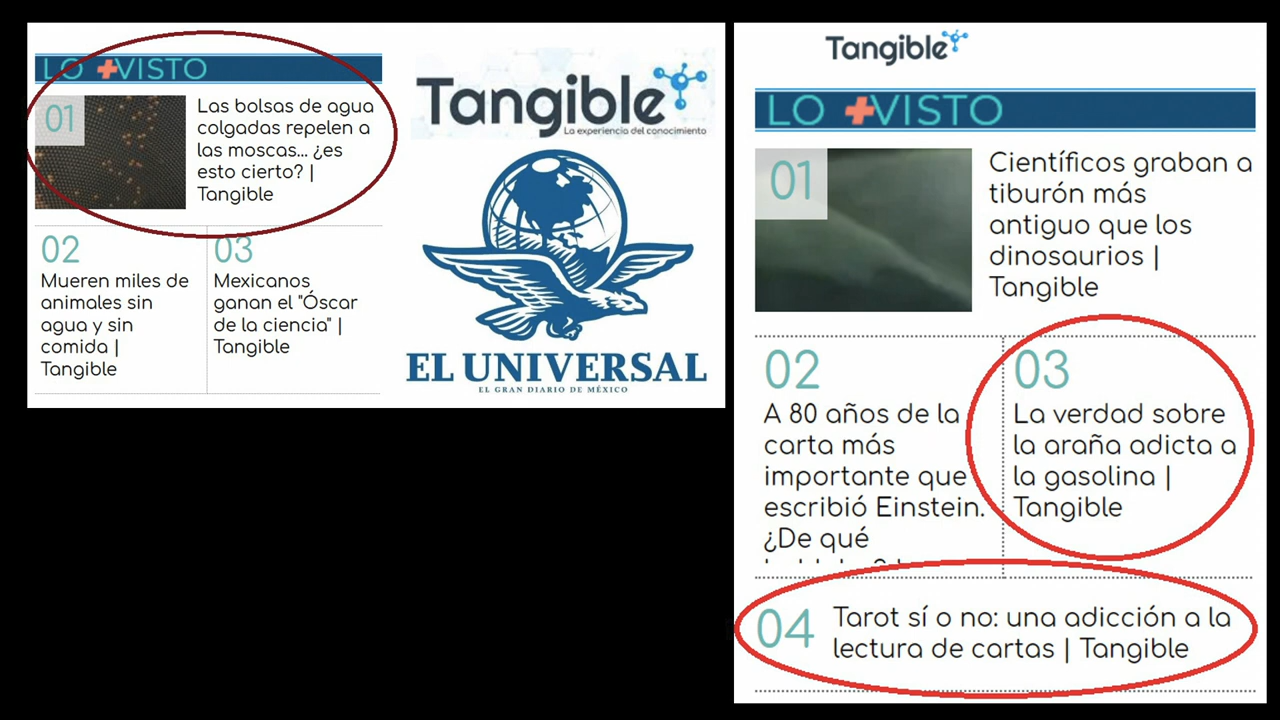 LO +VISTO
01
Las bolsas de agua
colgadas repelen a
las moscas... ¿es
esto cierto? |
Tangible
02
Mueren miles de
animales sin
agua y sin
comida |
Tangible
03
Mexicanos
ganan el "Óscar
de la ciencia" |
Tangible
Tangible
La experiencia del conocimiento
EL UNIVERSAL
EL GRAN DIARIO DE MÉXICO
Tangible
LO +VISTO
01
Científicos graban a
tiburón más
antiguo que los
dinosaurios |
Tangible
02
A 80 años de la
carta más
importante que
escribió Einstein.
¿De qué
03
La verdad sobre
la araña adicta a
la gasolina |
Tangible
04
Tarot sí o no: una adicción a la
lectura de cartas | Tangible